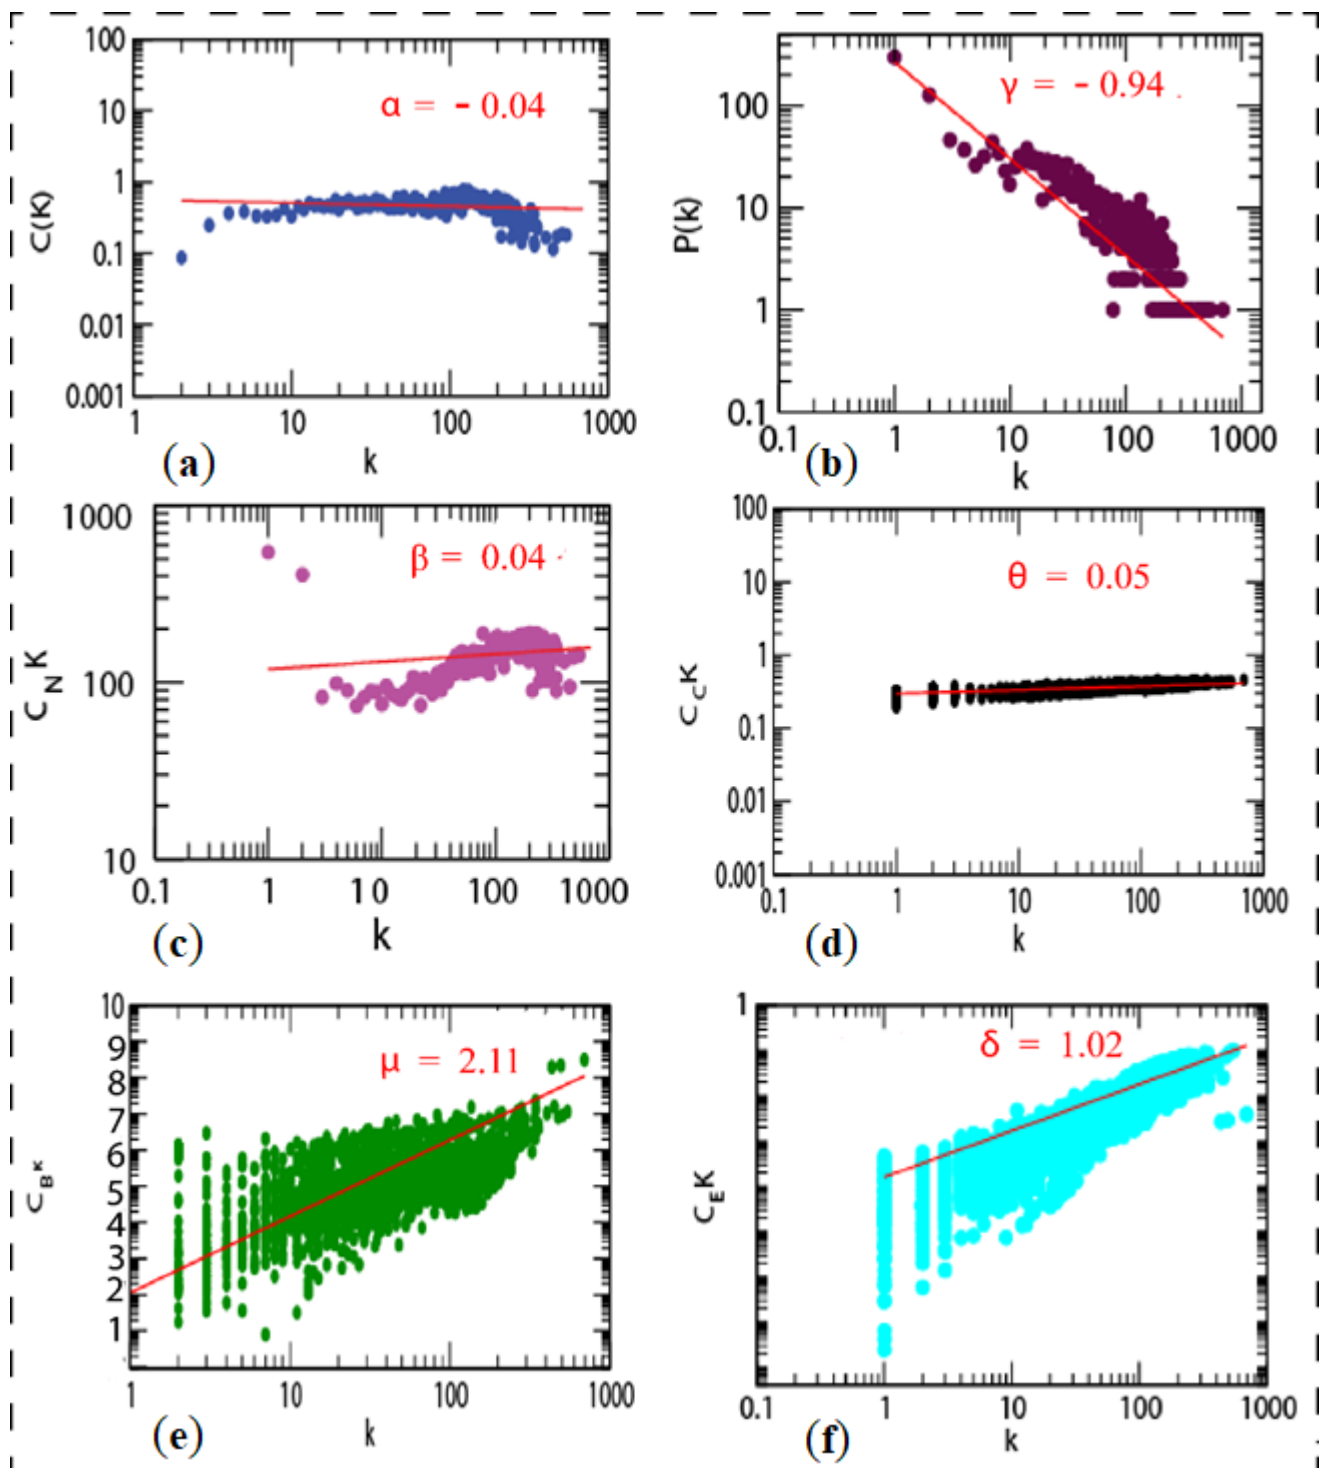 100
10
1
0.1
0.01
0.001
C(K)
α = - 0.04
1 10 100 1000
(a) k
100
10
1
0.1
P(k)
γ = - 0.94 .
0.1 1 10 100 1000
(b) k
1000
100
10
C_N K
β = 0.04 .
0.1 1 10 100 1000
(c) k
100
10
1
0.1
0.01
0.001
C_C K
θ = 0.05
0.1 1 10 100 1000
(d) k
10
9
8
7
6
5
4
3
2
1
C_B K
μ = 2.11
1 10 100 1000
(e) k
1
C_E K
δ = 1.02
0.1 1 10 100 1000
(f) k